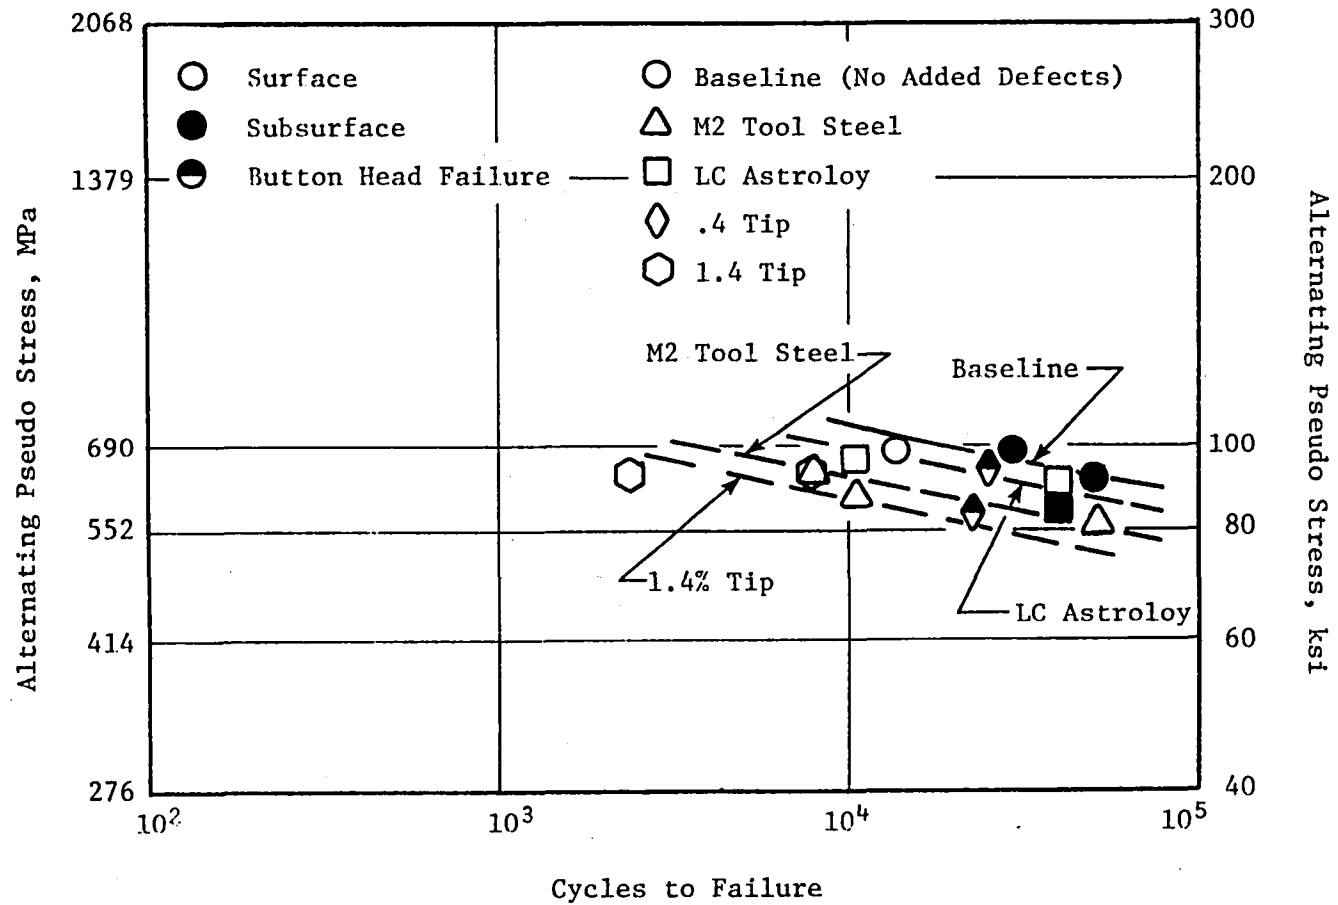 2068
300
Surface
Baseline (No Added Defects)
Subsurface
M2 Tool Steel
1379
Button Head Failure
LC Astroloy
200
.4 Tip
1.4 Tip
Alternating Pseudo Stress, MPa
Alternating Pseudo Stress, ksi
M2 Tool Steel
Baseline
690
100
552
80
1.4% Tip
LC Astroloy
414
60
276
40
10²
10³
10⁴
10⁵
Cycles to Failure